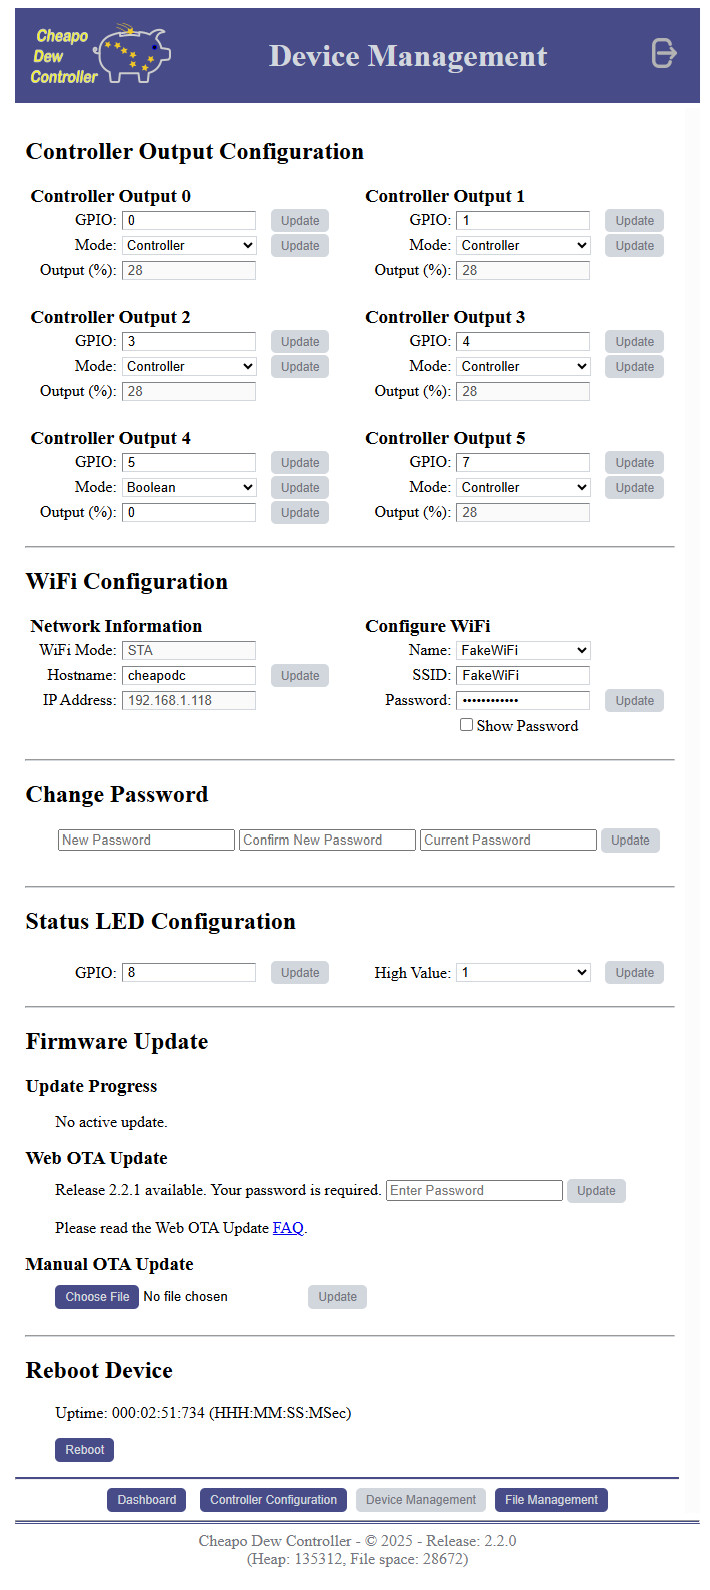 Cheapo
Dew
Controller
Device Management
Controller Output Configuration
Controller Output 0
GPIO: 0 Update
Mode: Controller Update
Output (%): 28
Controller Output 1
GPIO: 1 Update
Mode: Controller Update
Output (%): 28
Controller Output 2
GPIO: 3 Update
Mode: Controller Update
Output (%): 28
Controller Output 3
GPIO: 4 Update
Mode: Controller Update
Output (%): 28
Controller Output 4
GPIO: 5 Update
Mode: Boolean Update
Output (%): 0 Update
Controller Output 5
GPIO: 7 Update
Mode: Controller Update
Output (%): 28
WiFi Configuration
Network Information
WiFi Mode: STA
Hostname: cheapodc Update
IP Address: 192.168.1.118
Configure WiFi
Name: FakeWiFi
SSID: FakeWiFi
Password: •••••••••••• Update
Show Password
Change Password
New Password Confirm New Password Current Password Update
Status LED Configuration
GPIO: 8 Update High Value: 1 Update
Firmware Update
Update Progress
No active update.
Web OTA Update
Release 2.2.1 available. Your password is required. Enter Password Update
Please read the Web OTA Update FAQ.
Manual OTA Update
Choose File No file chosen Update
Reboot Device
Uptime: 000:02:51:734 (HHH:MM:SS:MSec)
Reboot
Dashboard Controller Configuration Device Management File Management
Cheapo Dew Controller - © 2025 - Release: 2.2.0
(Heap: 135312, File space: 28672)